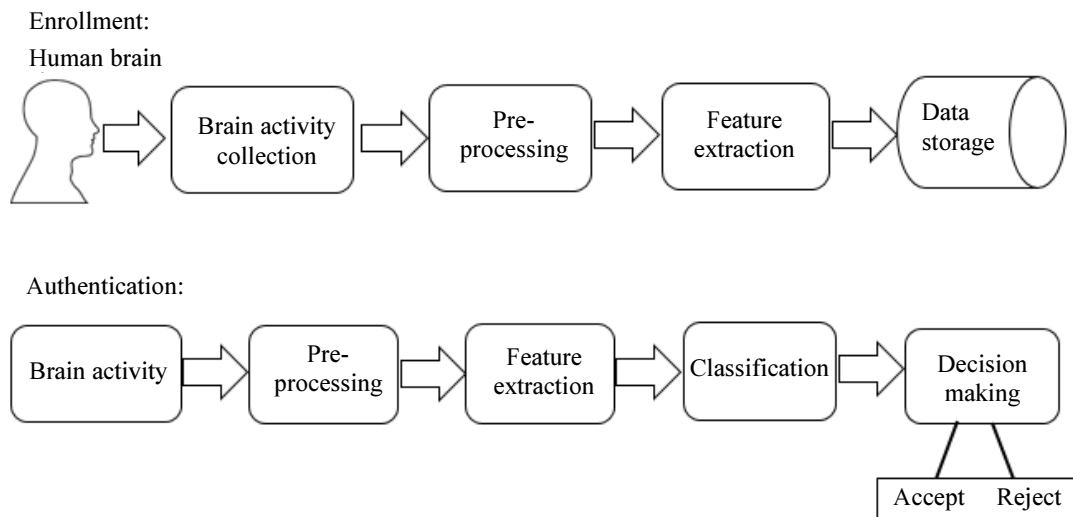 Enrollment:
Human brain
Brain activity
collection
Pre-
processing
Feature
extraction
Data
storage
Authentication:
Brain activity
Pre-
processing
Feature
extraction
Classification
Decision
making
Accept Reject